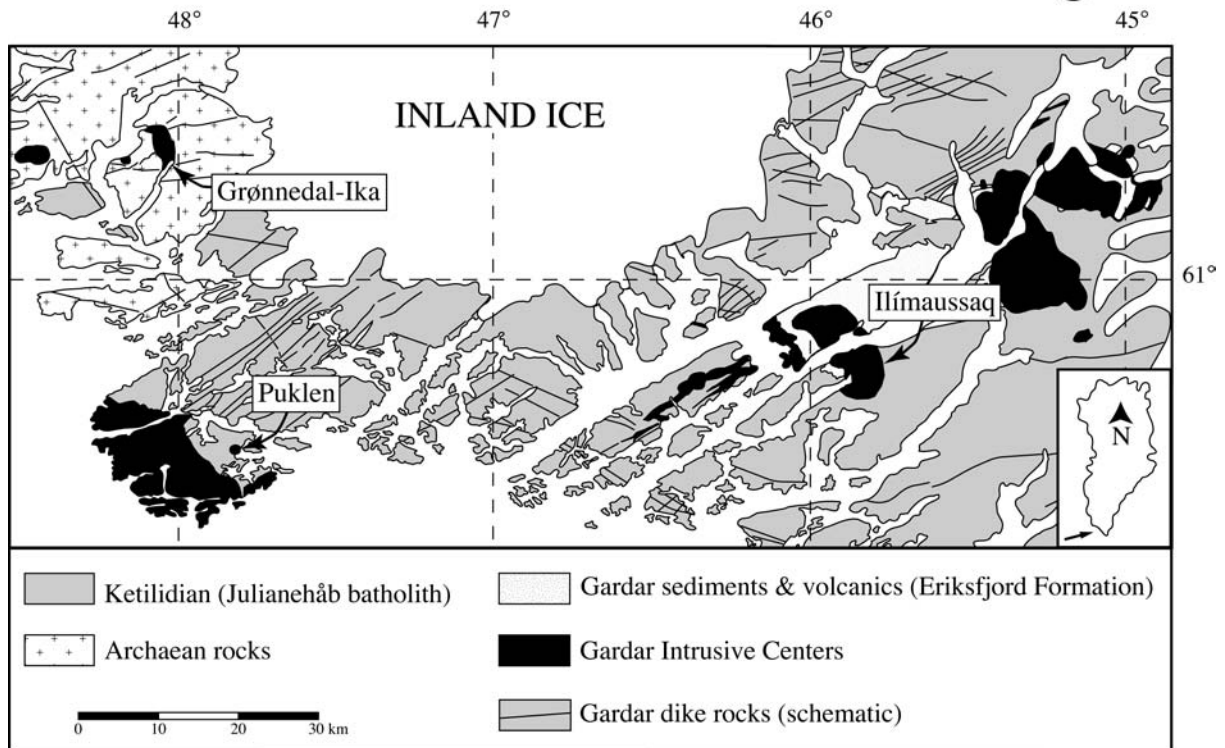 48° 47° 46° 45°
INLAND ICE
Grønnedal-Ika
61°
Ilímaussaq
Puklen
N
Ketilidian (Julianehåb batholith)
Gardar sediments & volcanics (Eriksfjord Formation)
Archaean rocks
Gardar Intrusive Centers
Gardar dike rocks (schematic)
0 10 20 30 km